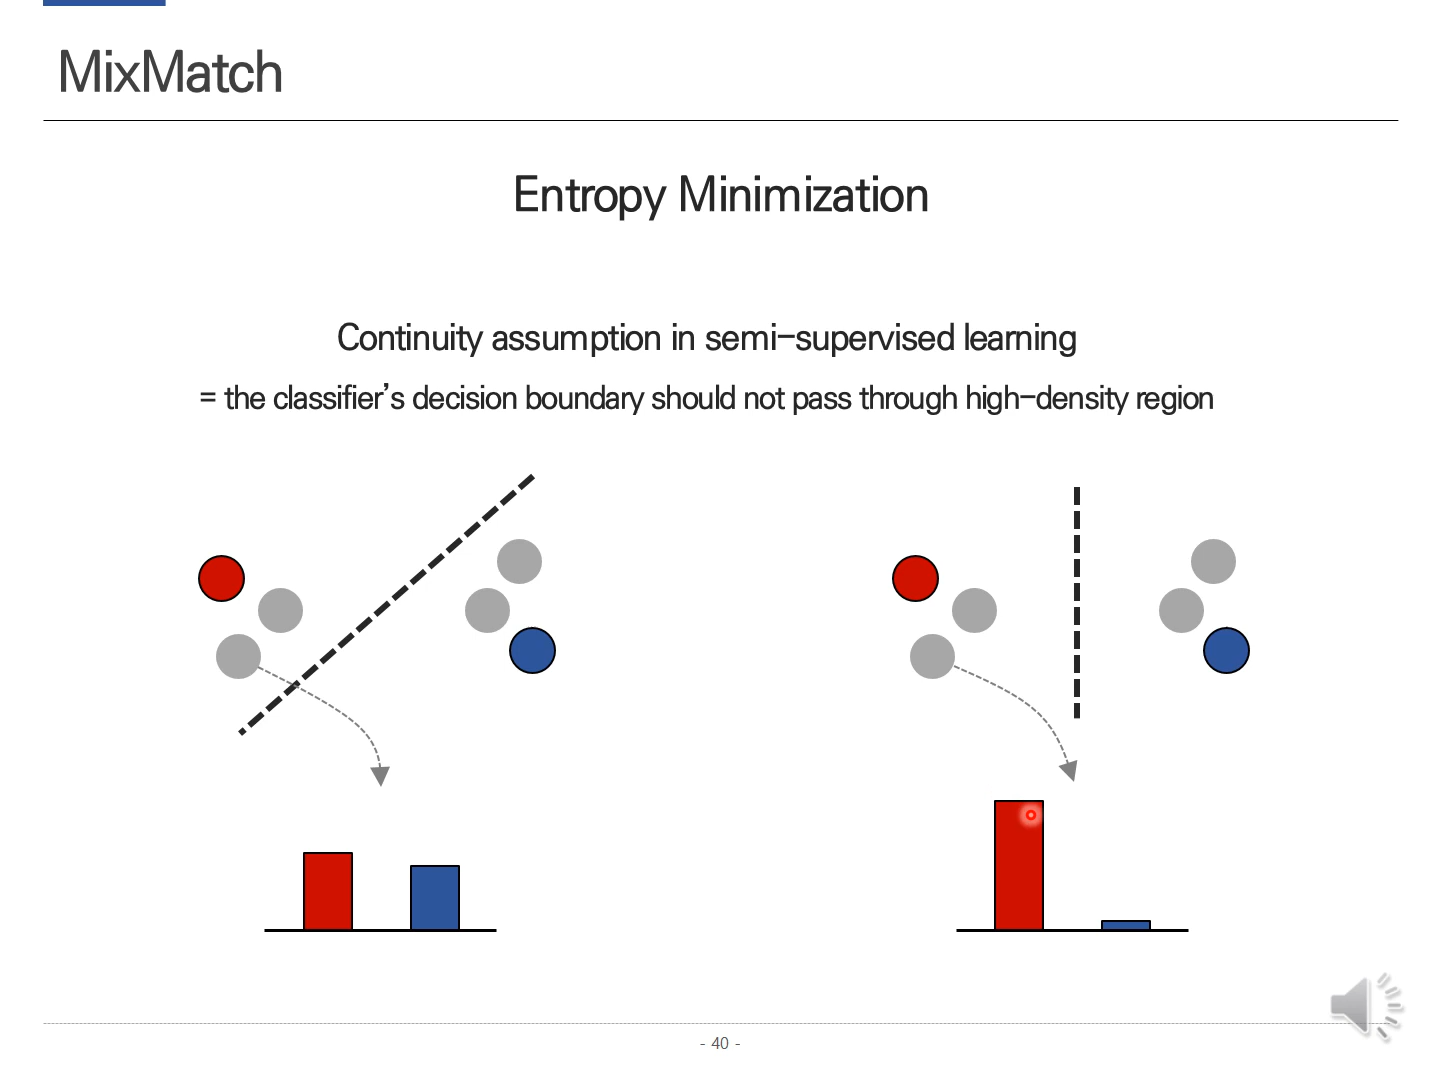 MixMatch
Entropy Minimization
Continuity assumption in semi-supervised learning
= the classifier’s decision boundary should not pass through high-density region
- 40 -